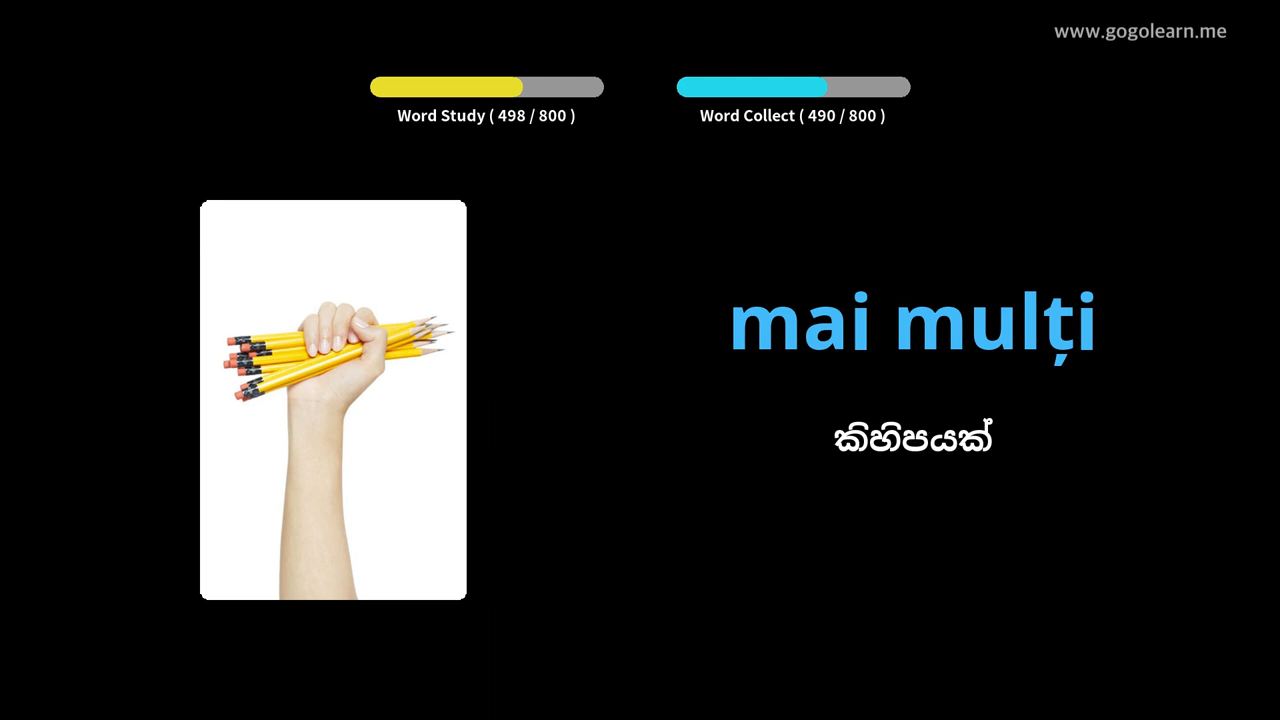 www.gogolearn.me
Word Study ( 498 / 800 )
Word Collect ( 490 / 800 )
mai mulți
කිහිපයක්